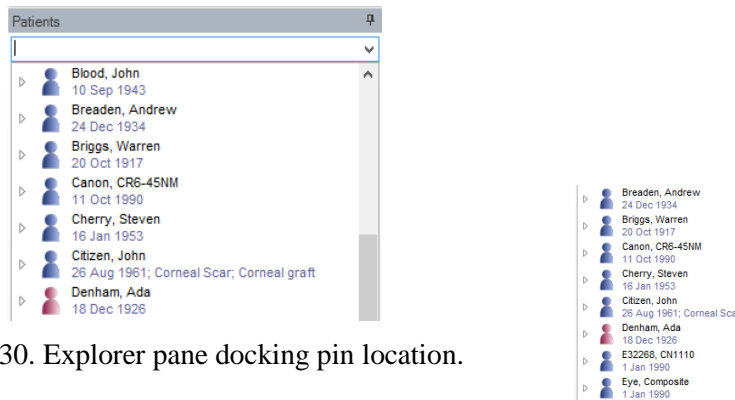 Patients
Blood, John
10 Sep 1943
Breaden, Andrew
24 Dec 1934
Briggs, Warren
20 Oct 1917
Canon, CR6-45NM
11 Oct 1990
Cherry, Steven
16 Jan 1953
Citizen, John
26 Aug 1961; Corneal Scar; Corneal graft
Denham, Ada
18 Dec 1926
30. Explorer pane docking pin location.
Breaden, Andrew
24 Dec 1934
Briggs, Warren
20 Oct 1917
Canon, CR6-45NM
11 Oct 1990
Cherry, Steven
16 Jan 1953
Citizen, John
26 Aug 1961; Corneal Sca
Denham, Ada
18 Dec 1926
E32268, CN1110
1 Jan 1990
Eye, Composite
1 Jan 1990